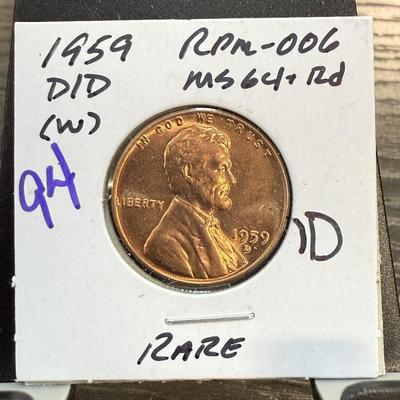 1959 RPM-006
D/D MS64+ Rd
(W)
94
IN GOD WE TRUST
LIBERTY
1959
D
D
RARE